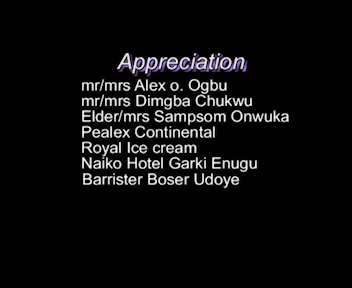 Appreciation
mr/mrs Alex o. Ogbu
mr/mrs Dimgba Chukwu
Elder/mrs Sampsom Onwuka
Pealex Continental
Royal Ice cream
Naiko Hotel Garki Enugu
Barrister Boser Udoye